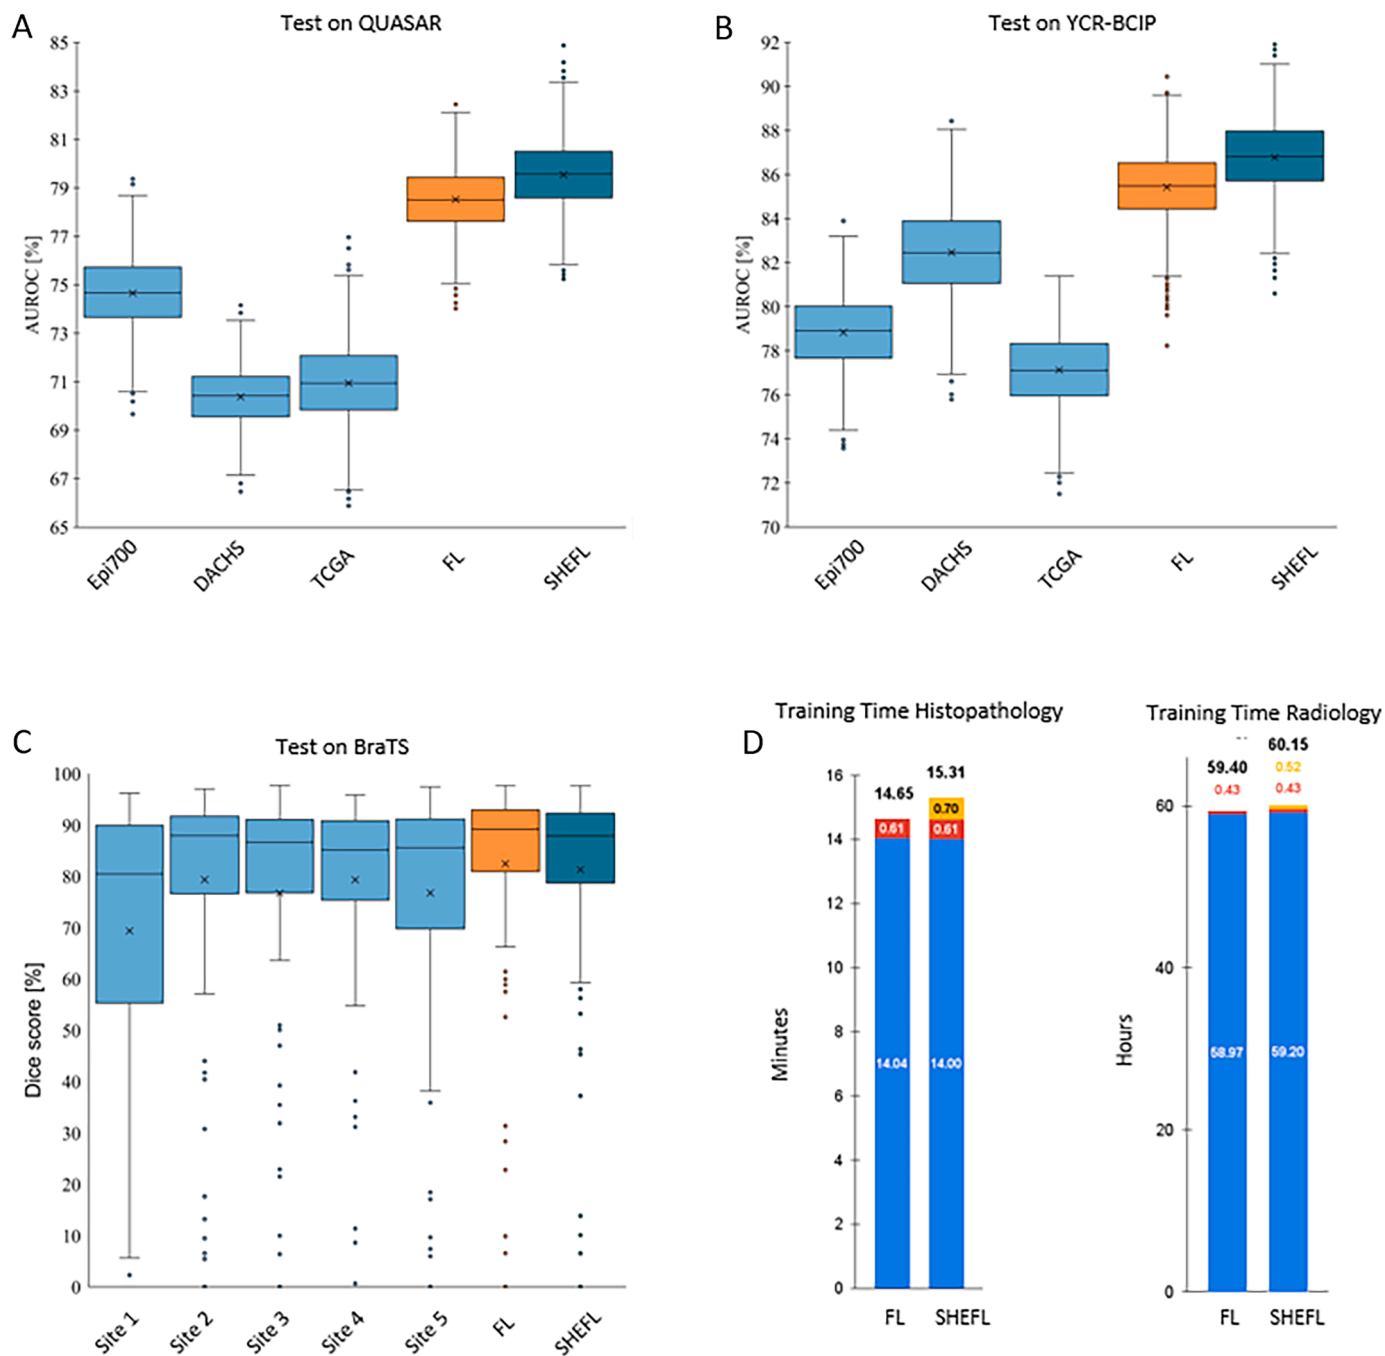 A
Test on QUASAR
85
83
81
79
77
75
73
71
69
67
65
AUROC [%]
Epi700
DACHS
TCGA
FL
SHEFL
B
Test on YCR-BCIP
92
90
88
86
84
82
80
78
76
74
72
70
AUROC [%]
Epi700
DACHS
TCGA
FL
SHEFL
C
Test on BraTS
100
90
80
70
60
50
40
30
20
10
0
Dice score [%]
Site 1
Site 2
Site 3
Site 4
Site 5
FL
SHEFL
D
Training Time Histopathology
16
14
12
10
8
6
4
2
0
Minutes
14.65
15.31
0.70
0.61
0.61
14.04
14.00
FL
SHEFL
Training Time Radiology
60
40
20
0
Hours
59.40
60.15
0.52
0.43
0.43
58.97
59.20
FL
SHEFL